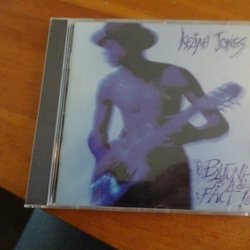 KEZIAH JONES
BLUFUNK
IS A
FACT!